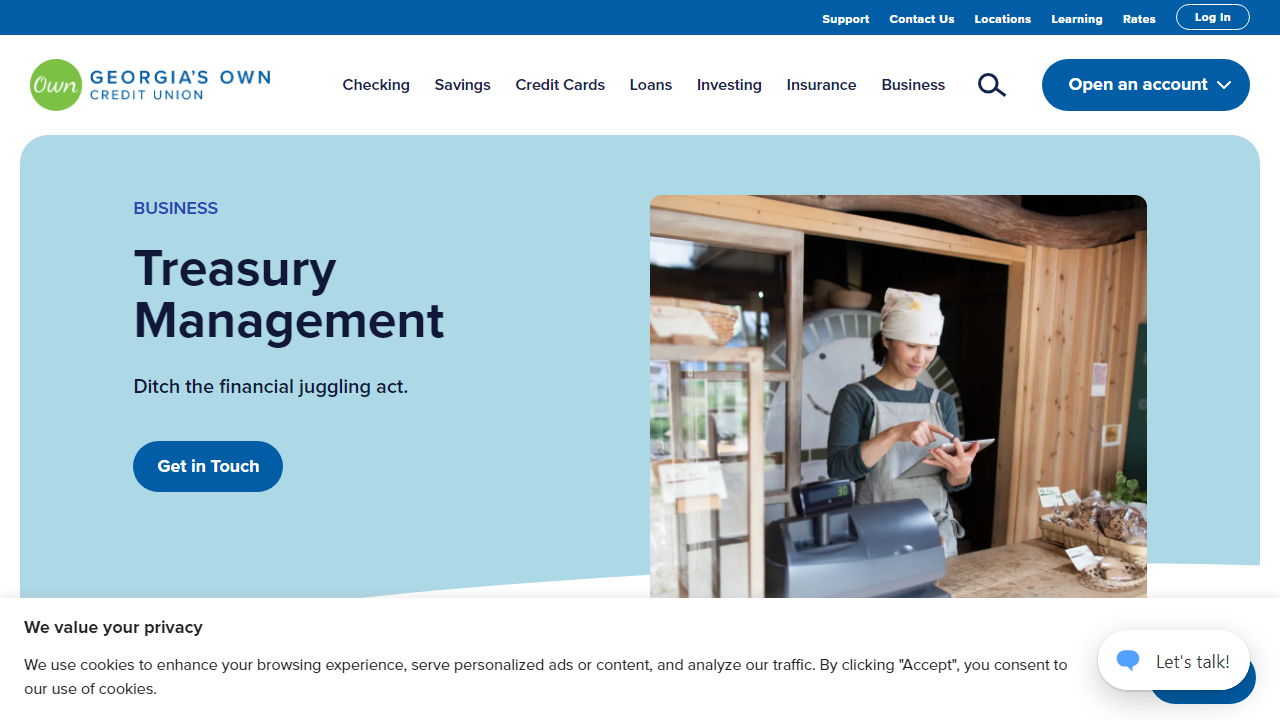 Support Contact Us Locations Learning Rates Log In
Own GEORGIA'S OWN
CREDIT UNION
Checking Savings Credit Cards Loans Investing Insurance Business Open an account
BUSINESS
Treasury
Management
Ditch the financial juggling act.
Get in Touch
We value your privacy
We use cookies to enhance your browsing experience, serve personalized ads or content, and analyze our traffic. By clicking "Accept", you consent to
our use of cookies.
Let's talk!